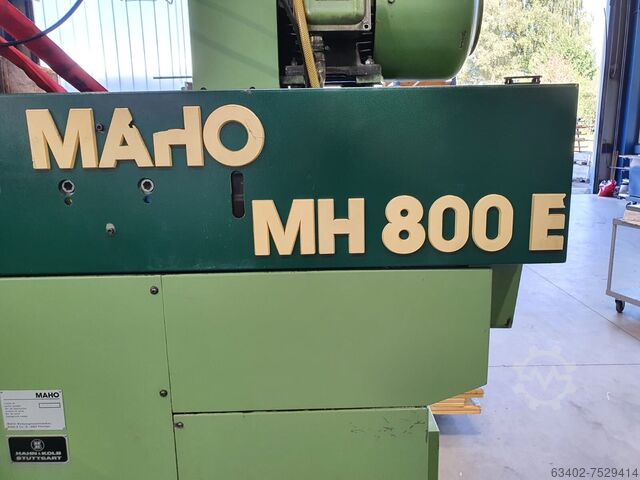 MAHO
MH 800 E
MAHO
HAHN & KOLB
STUTTGART
63402-7529414